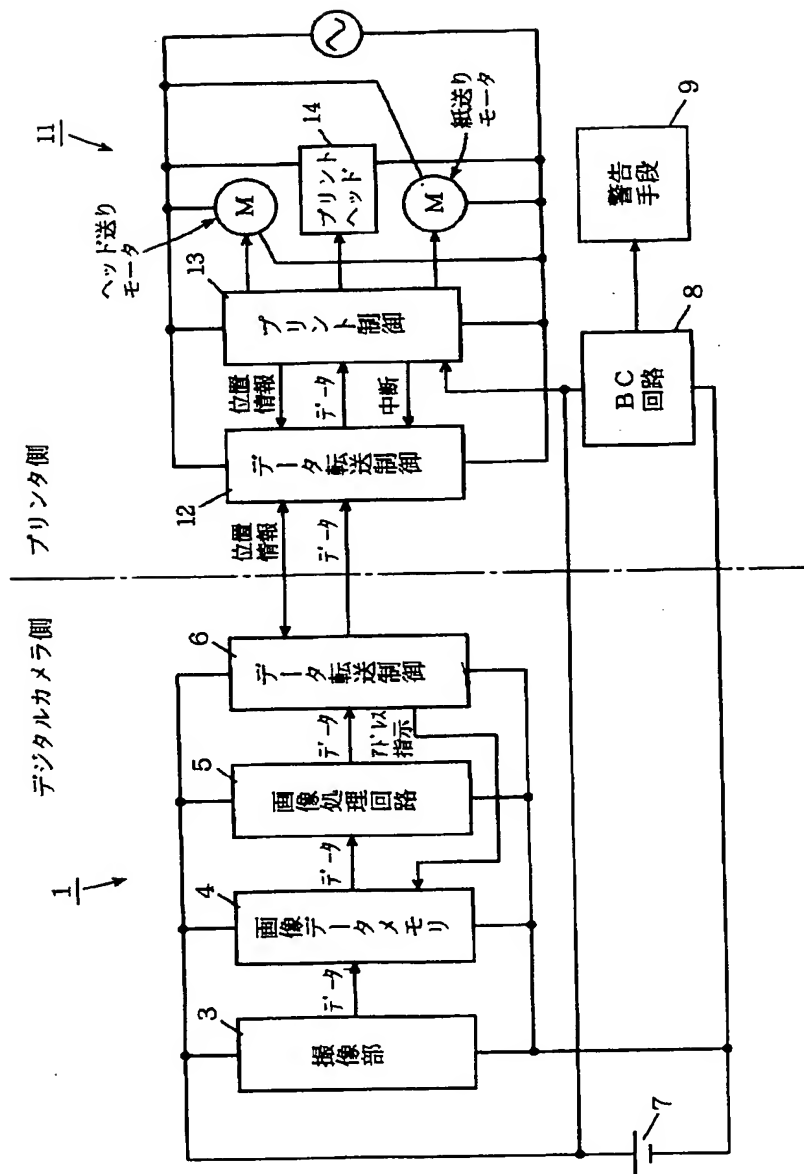 デジタルカメラ側
プリンタ側
1
11
3
撮像部
データ
4
画像データメモリ
データ
5
画像処理回路
データ
アドレス
指示
6
データ転送制御
位置
情報
データ
12
データ転送制御
位置
情報
データ
中断
13
プリント制御
ヘッド送り
モータ
M
14
プリント
ヘッド
M
紙送り
モータ
7
BC
回路
8
警告
手段
9